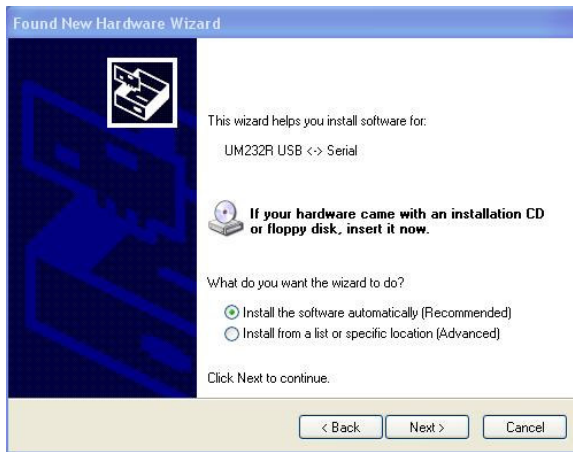 Found New Hardware Wizard
This wizard helps you install software for:
UM232R USB <-> Serial
If your hardware came with an installation CD
or floppy disk, insert it now.
What do you want the wizard to do?
Install the software automatically (Recommended)
Install from a list or specific location (Advanced)
Click Next to continue.
< Back Next > Cancel